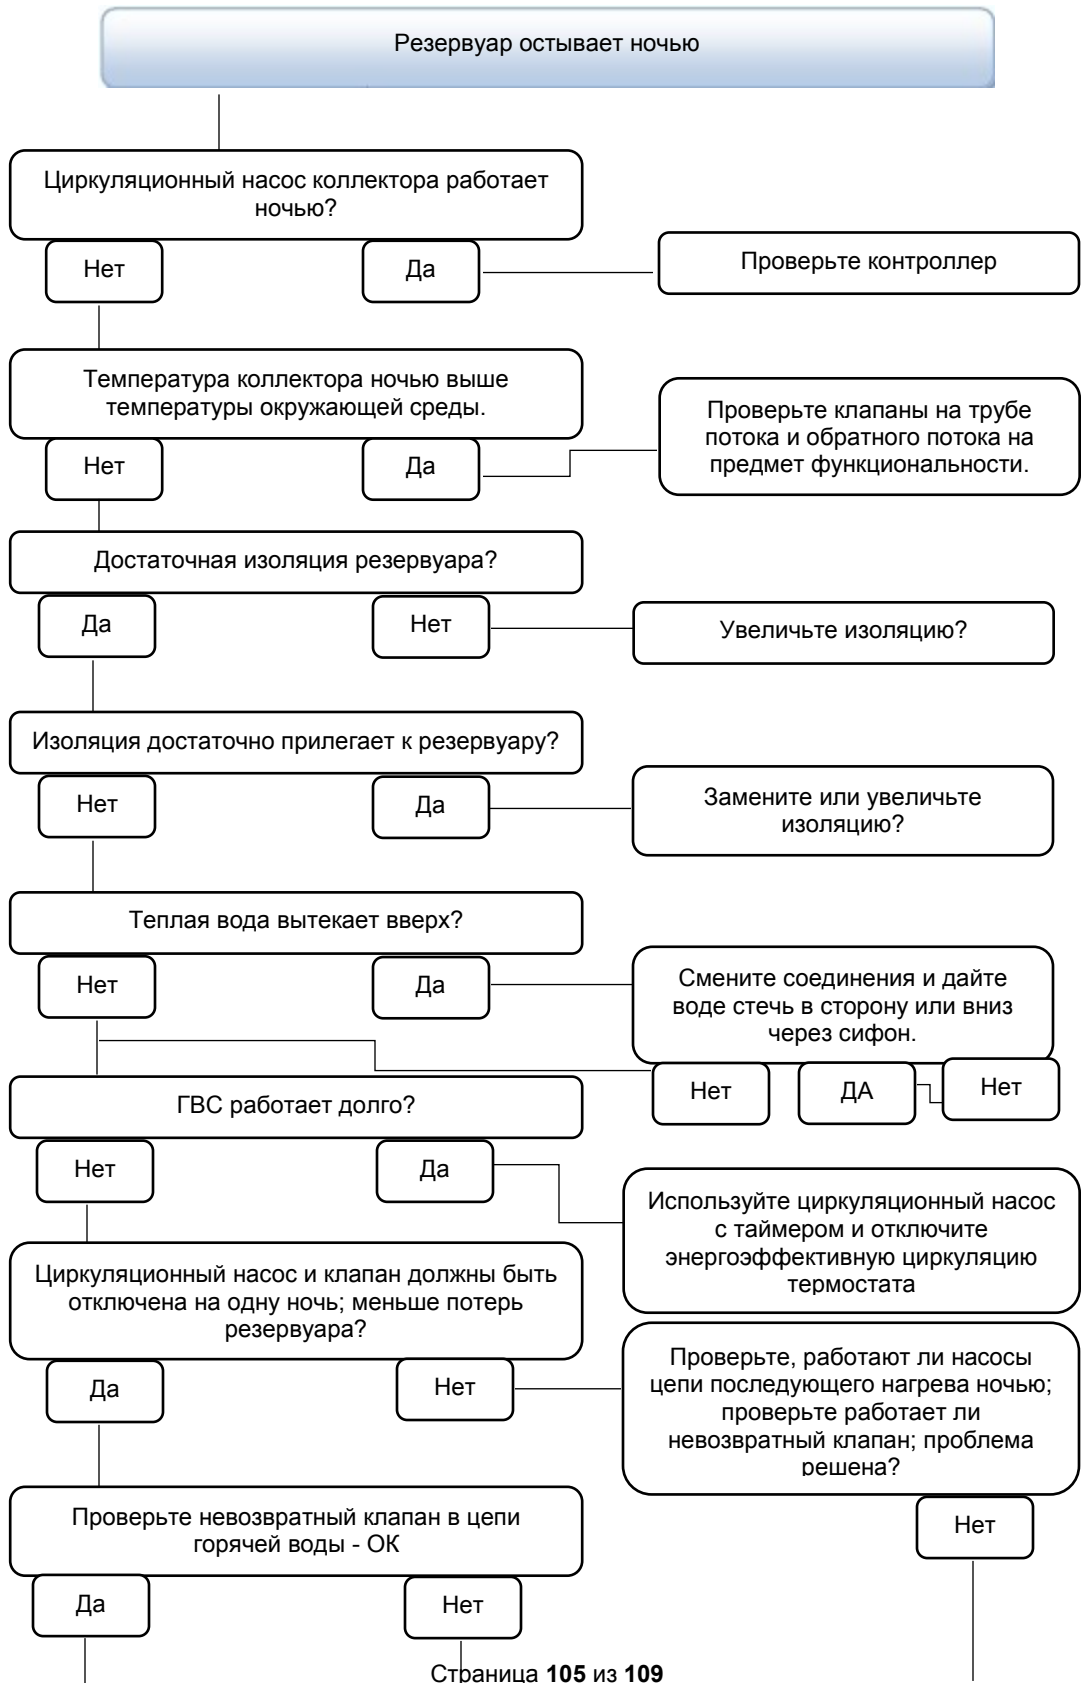 Резервуар остывает ночью
Циркуляционный насос коллектора работает
ночью?
Нет
Да
Проверьте контроллер
Температура коллектора ночью выше
температуры окружающей среды.
Нет
Да
Проверьте клапаны на трубе
потока и обратного потока на
предмет функциональности.
Достаточная изоляция резервуара?
Да
Нет
Увеличьте изоляцию?
Изоляция достаточно прилегает к резервуару?
Нет
Да
Замените или увеличьте
изоляцию?
Теплая вода вытекает вверх?
Нет
Да
Смените соединения и дайте
воде стечь в сторону или вниз
через сифон.
Нет
ДА
Нет
ГВС работает долго?
Нет
Да
Используйте циркуляционный насос
с таймером и отключите
энергоэффективную циркуляцию
термостата
Циркуляционный насос и клапан должны быть
отключена на одну ночь; меньше потерь
резервуара?
Да
Нет
Проверьте, работают ли насосы
цепи последующего нагрева ночью;
проверьте работает ли
невозвратный клапан; проблема
решена?
Нет
Проверьте невозвратный клапан в цепи
горячей воды - ОК
Да
Нет
Страница 105 из 109